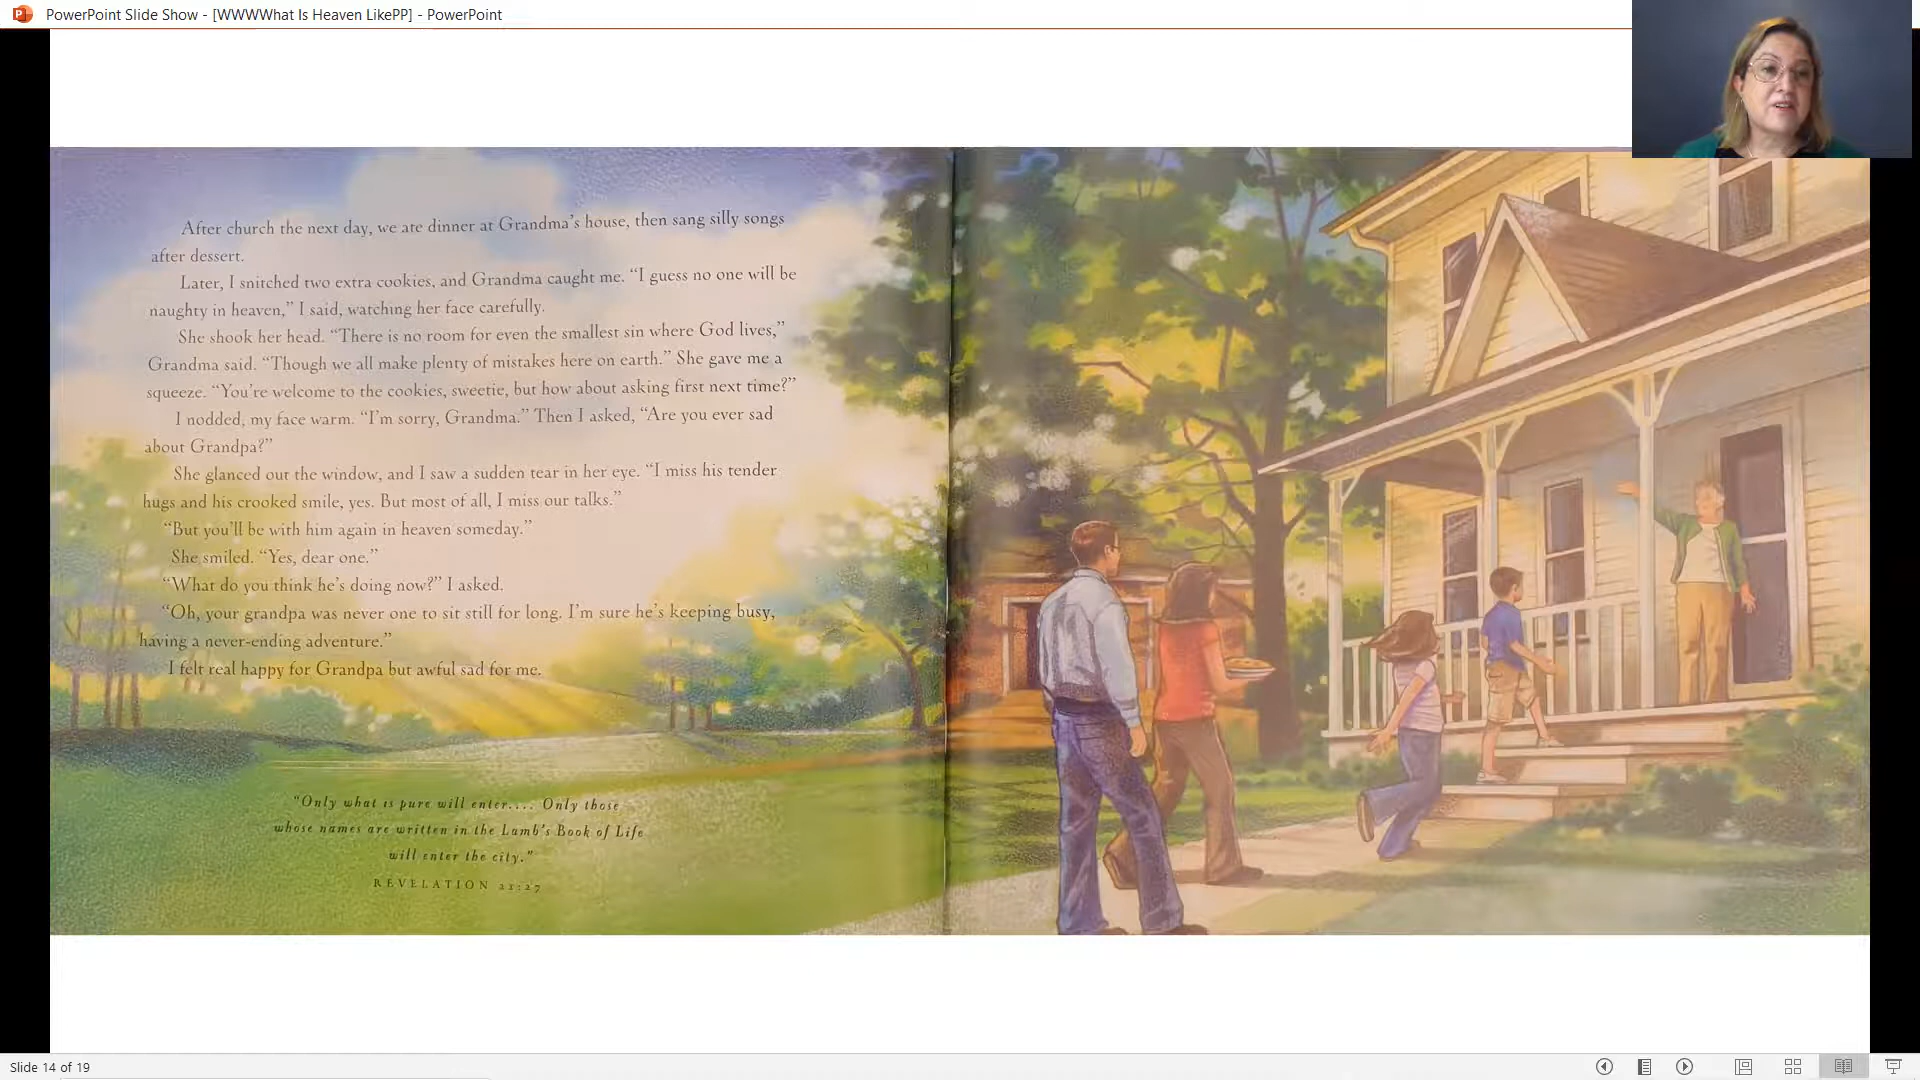 PowerPoint Slide Show - [WWWWhat Is Heaven LikePP] - PowerPoint
After church the next day, we ate dinner at Grandma's house, then sang silly songs
after dessert.
Later, I snitched two extra cookies, and Grandma caught me. “I guess no one will be
naughty in heaven,” I said, watching her face carefully.
She shook her head. “There is no room for even the smallest sin where God lives,”
Grandma said. “Though we all make plenty of mistakes here on earth.” She gave me a
squeeze. “You're welcome to the cookies, sweetie, but how about asking first next time?”
I nodded, my face warm. “I'm sorry, Grandma.” Then I asked, “Are you ever sad
about Grandpa?”
She glanced out the window, and I saw a sudden tear in her eye. “I miss his tender
hugs and his crooked smile, yes. But most of all, I miss our talks.”
“But you'll be with him again in heaven someday.”
She smiled. “Yes, dear one.”
“What do you think he's doing now?” I asked.
“Oh, your grandpa was never one to sit still for long. I'm sure he's keeping busy,
having a never-ending adventure.”
I felt real happy for Grandpa but awful sad for me.
"Only what is pure will enter.... Only those
whose names are written in the Lamb's Book of Life
will enter the city."
REVELATION 21:27
Slide 14 of 19